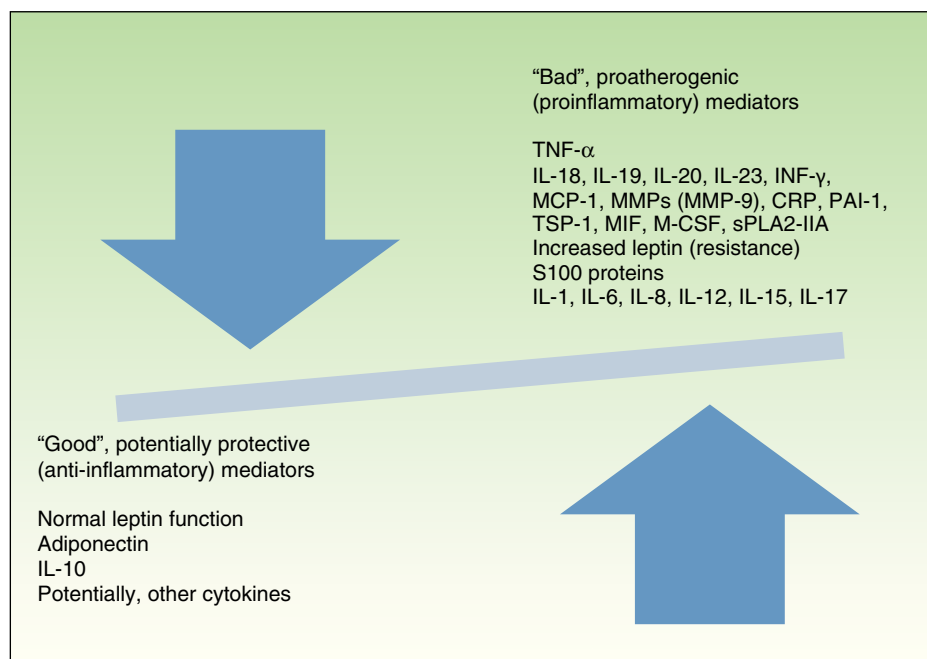 “Bad”, proatherogenic
(proinflammatory) mediators
TNF-α
IL-18, IL-19, IL-20, IL-23, INF-γ,
MCP-1, MMPs (MMP-9), CRP, PAI-1,
TSP-1, MIF, M-CSF, sPLA2-IIA
Increased leptin (resistance)
S100 proteins
IL-1, IL-6, IL-8, IL-12, IL-15, IL-17
“Good”, potentially protective
(anti-inflammatory) mediators
Normal leptin function
Adiponectin
IL-10
Potentially, other cytokines